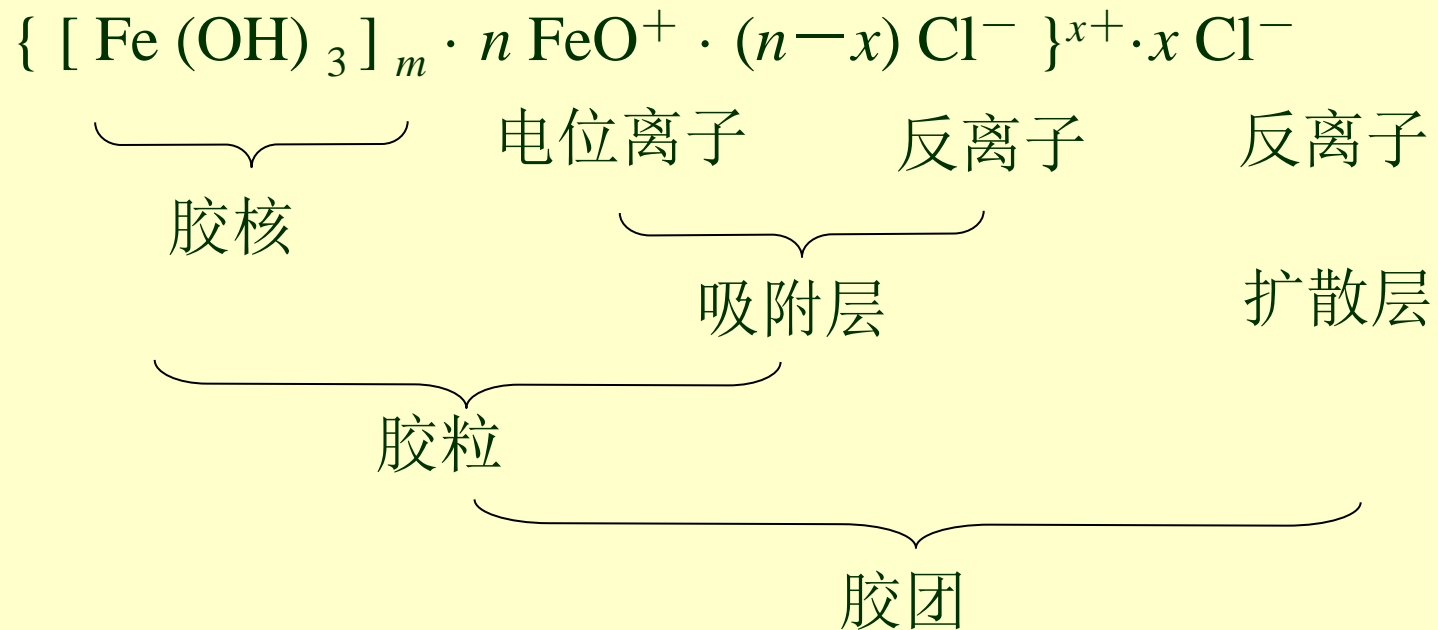 { [ Fe (OH) ₃ ] ₘ · n FeO⁺ · (n－x) Cl⁻ }ˣ⁺·x Cl⁻
电位离子 反离子 反离子
胶核
吸附层 扩散层
胶粒
胶团